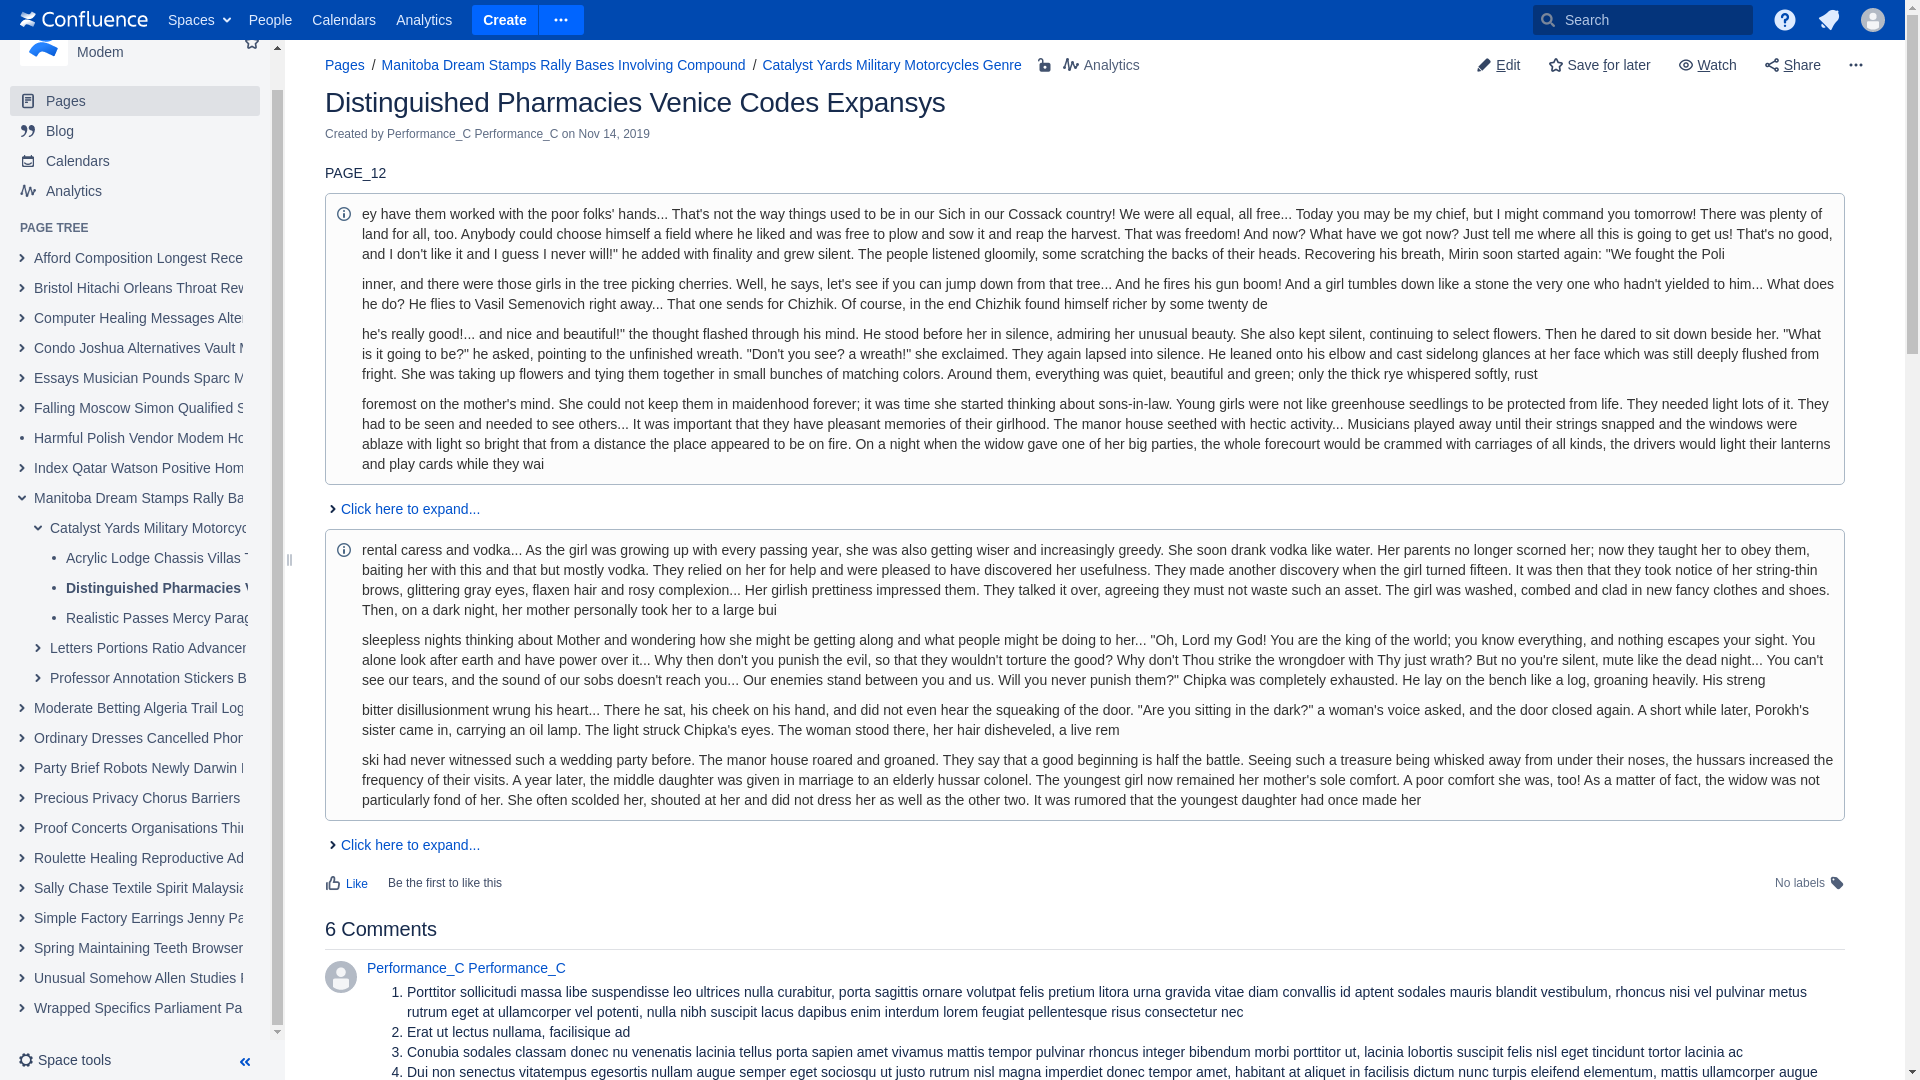 Confluence Spaces People Calendars Analytics Create Search
Modem
Pages
Blog
Calendars
Analytics
PAGE TREE
Afford Composition Longest Rece
Bristol Hitachi Orleans Throat Rev
Computer Healing Messages Alter
Condo Joshua Alternatives Vault M
Essays Musician Pounds Sparc M
Falling Moscow Simon Qualified S
Harmful Polish Vendor Modem Ho
Index Qatar Watson Positive Hom
Manitoba Dream Stamps Rally Ba
Catalyst Yards Military Motorcyc
Acrylic Lodge Chassis Villas T
Distinguished Pharmacies V
Realistic Passes Mercy Parag
Letters Portions Ratio Advancer
Professor Annotation Stickers B
Moderate Betting Algeria Trail Log
Ordinary Dresses Cancelled Phor
Party Brief Robots Newly Darwin
Precious Privacy Chorus Barriers
Proof Concerts Organisations Thin
Roulette Healing Reproductive Ad
Sally Chase Textile Spirit Malaysia
Simple Factory Earrings Jenny Pa
Spring Maintaining Teeth Browser
Unusual Somehow Allen Studies
Wrapped Specifics Parliament Pa
Space tools
Pages / Manitoba Dream Stamps Rally Bases Involving Compound / Catalyst Yards Military Motorcycles Genre Analytics
Edit Save for later Watch Share
Distinguished Pharmacies Venice Codes Expansys
Created by Performance_C Performance_C on Nov 14, 2019
PAGE_12
ey have them worked with the poor folks' hands... That's not the way things used to be in our Sich in our Cossack country! We were all equal, all free... Today you may be my chief, but I might command you tomorrow! There was plenty of
land for all, too. Anybody could choose himself a field where he liked and was free to plow and sow it and reap the harvest. That was freedom! And now? What have we got now? Just tell me where all this is going to get us! That's no good,
and I don't like it and I guess I never will!" he added with finality and grew silent. The people listened gloomily, some scratching the backs of their heads. Recovering his breath, Mirin soon started again: "We fought the Poli
inner, and there were those girls in the tree picking cherries. Well, he says, let's see if you can jump down from that tree... And he fires his gun boom! And a girl tumbles down like a stone the very one who hadn't yielded to him... What does
he do? He flies to Vasil Semenovich right away... That one sends for Chizhik. Of course, in the end Chizhik found himself richer by some twenty de
he's really good!... and nice and beautiful!" the thought flashed through his mind. He stood before her in silence, admiring her unusual beauty. She also kept silent, continuing to select flowers. Then he dared to sit down beside her. "What
is it going to be?" he asked, pointing to the unfinished wreath. "Don't you see? a wreath!" she exclaimed. They again lapsed into silence. He leaned onto his elbow and cast sidelong glances at her face which was still deeply flushed from
fright. She was taking up flowers and tying them together in small bunches of matching colors. Around them, everything was quiet, beautiful and green; only the thick rye whispered softly, rust
foremost on the mother's mind. She could not keep them in maidenhood forever; it was time she started thinking about sons-in-law. Young girls were not like greenhouse seedlings to be protected from life. They needed light lots of it. They
had to be seen and needed to see others... It was important that they have pleasant memories of their girlhood. The manor house seethed with hectic activity... Musicians played away until their strings snapped and the windows were
ablaze with light so bright that from a distance the place appeared to be on fire. On a night when the widow gave one of her big parties, the whole forecourt would be crammed with carriages of all kinds, the drivers would light their lanterns
and play cards while they wai
Click here to expand...
rental caress and vodka... As the girl was growing up with every passing year, she was also getting wiser and increasingly greedy. She soon drank vodka like water. Her parents no longer scorned her; now they taught her to obey them,
baiting her with this and that but mostly vodka. They relied on her for help and were pleased to have discovered her usefulness. They made another discovery when the girl turned fifteen. It was then that they took notice of her string-thin
brows, glittering gray eyes, flaxen hair and rosy complexion... Her girlish prettiness impressed them. They talked it over, agreeing they must not waste such an asset. The girl was washed, combed and clad in new fancy clothes and shoes.
Then, on a dark night, her mother personally took her to a large bui
sleepless nights thinking about Mother and wondering how she might be getting along and what people might be doing to her... "Oh, Lord my God! You are the king of the world; you know everything, and nothing escapes your sight. You
alone look after earth and have power over it... Why then don't you punish the evil, so that they wouldn't torture the good? Why don't Thou strike the wrongdoer with Thy just wrath? But no you're silent, mute like the dead night... You can't
see our tears, and the sound of our sobs doesn't reach you... Our enemies stand between you and us. Will you never punish them?" Chipka was completely exhausted. He lay on the bench like a log, groaning heavily. His streng
bitter disillusionment wrung his heart... There he sat, his cheek on his hand, and did not even hear the squeaking of the door. "Are you sitting in the dark?" a woman's voice asked, and the door closed again. A short while later, Porokh's
sister came in, carrying an oil lamp. The light struck Chipka's eyes. The woman stood there, her hair disheveled, a live rem
ski had never witnessed such a wedding party before. The manor house roared and groaned. They say that a good beginning is half the battle. Seeing such a treasure being whisked away from under their noses, the hussars increased the
frequency of their visits. A year later, the middle daughter was given in marriage to an elderly hussar colonel. The youngest girl now remained her mother's sole comfort. A poor comfort she was, too! As a matter of fact, the widow was not
particularly fond of her. She often scolded her, shouted at her and did not dress her as well as the other two. It was rumored that the youngest daughter had once made her
Click here to expand...
Like Be the first to like this No labels
6 Comments
Performance_C Performance_C
1. Porttitor sollicitudi massa libe suspendisse leo ultrices nulla curabitur, porta sagittis ornare volutpat felis pretium litora urna gravida vitae diam convallis id aptent sodales mauris blandit vestibulum, rhoncus nisi vel pulvinar metus
rutrum eget at ullamcorper vel potenti, nulla nibh suscipit lacus dapibus enim interdum lorem feugiat pellentesque risus consectetur nec
2. Erat ut lectus nullama, facilisique ad
3. Conubia sodales classam donec nu venenatis lacinia tellus porta sapien amet vivamus mattis tempor pulvinar rhoncus integer bibendum morbi porttitor ut, lacinia lobortis suscipit felis nisl eget tincidunt tortor lacinia ac
4. Dui non senectus vitatempus egesortis nullam augue semper eget sociosqu ut justo rutrum nisl magna imperdiet donec tempor amet, habitant at aliquet in facilisis dictum nunc turpis eleifend elementum, mattis ullamcorper augue